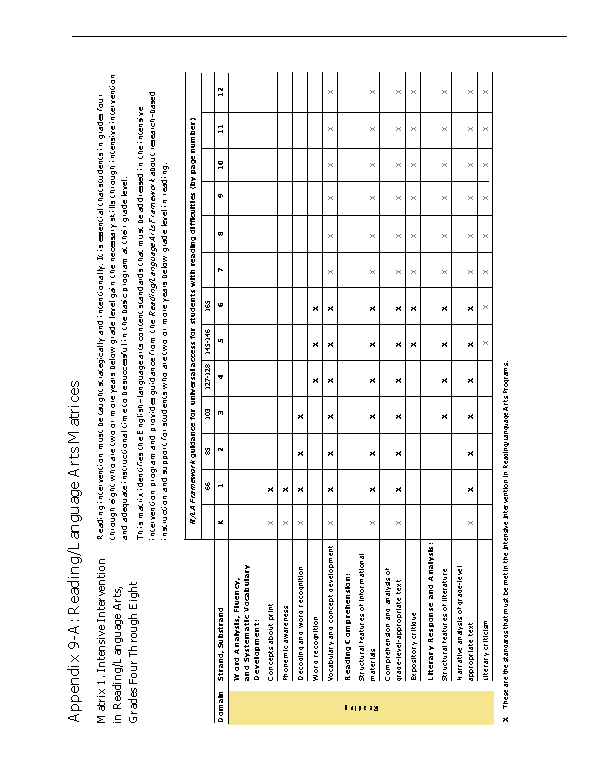 Appendix 9-A: Reading/Language Arts Matrices
Matrix 1. Intensive Intervention
in Reading/Language Arts,
Grades Four Through Eight
Reading intervention must be taught strategically and intentionally. It is essential that students in grades four
through eight who are two or more years below grade level gain the necessary skills through intensive intervention
and adequate instructional time to be successful in the basic program at their grade level.
This matrix identifies the English–language arts content standards that must be addressed in the intensive
intervention program and provides guidance from the Reading/Language Arts Framework about research-based
instruction and support for students who are two or more years below grade level in reading.
R/LA Framework guidance for universal access for students with reading difficulties (by page number)
66 85 103 127-128 145-146 165
Domain Strand, Substrand K 1 2 3 4 5 6 7 8 9 10 11 12
Reading
Word Analysis, Fluency,
and Systematic Vocabulary
Development:
Concepts about print x x
Phonemic awareness x x
Decoding and word recognition x x x x
Word recognition x x x
Vocabulary and concept development x x x x x x x x x x x x x
Reading Comprehension:
Structural features of informational
materials x x x x x x x x x x x x x
Comprehension and analysis of
grade-level-appropriate text x x x x x x x x x x x x x
Expository critique x x x x x x x x
Literary Response and Analysis:
Structural features of literature x x x x x x x x x x
Narrative analysis of grade-level-
appropriate text x x x x x x x x x x x x x
Literary criticism x x x x x x x x
X These are the standards that must be met in the Intensive Intervention in Reading/Language Arts Programs.